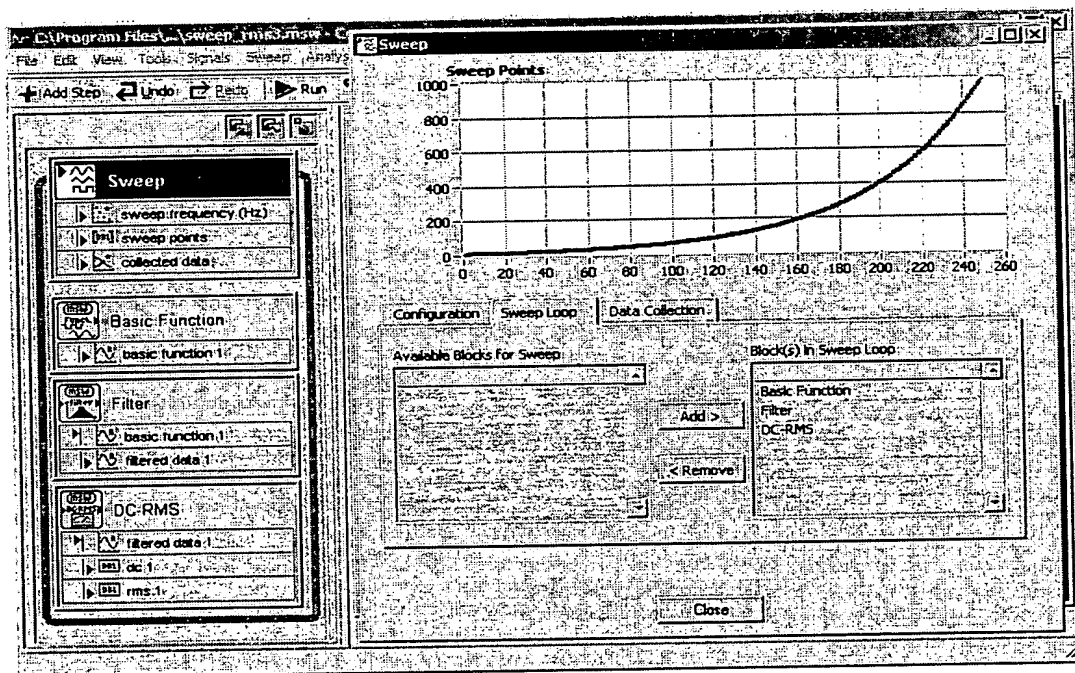 C:\Program Files\...\sweep_rms3.msw - C
File Edit View Tools Signals Sweep Analys
Add Step Undo Redo Run
Sweep
sweep frequency (Hz)
sweep points
collected data
Basic Function
basic function 1
Filter
basic function 1
filtered data 1
DC-RMS
filtered data 1
dc 1
rms 1
Sweep
Sweep Points
1000
800
600
400
200
0
0 20 40 60 80 100 120 140 160 180 200 220 240 260
Configuration Sweep Loop Data Collection
Available Blocks for Sweep
Block(s) In Sweep Loop
Basic Function
Filter
DC-RMS
Add >
< Remove
Close